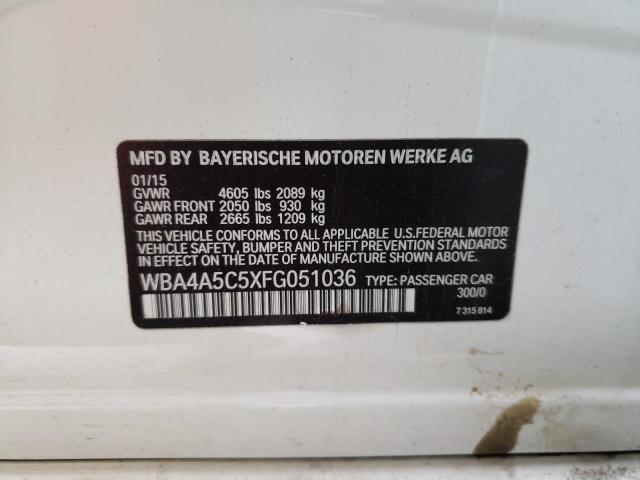 MFD BY BAYERISCHE MOTOREN WERKE AG
01/15
GVWR 4605 lbs 2089 kg
GAWR FRONT 2050 lbs 930 kg
GAWR REAR 2665 lbs 1209 kg
THIS VEHICLE CONFORMS TO ALL APPLICABLE U.S.FEDERAL MOTOR
VEHICLE SAFETY, BUMPER, AND THEFT PREVENTION STANDARDS
IN EFFECT ON THE DATE OF MANUFACTURE SHOWN ABOVE.
WBA4A5C5XFG051036 TYPE: PASSENGER CAR
300/0
7 315 814